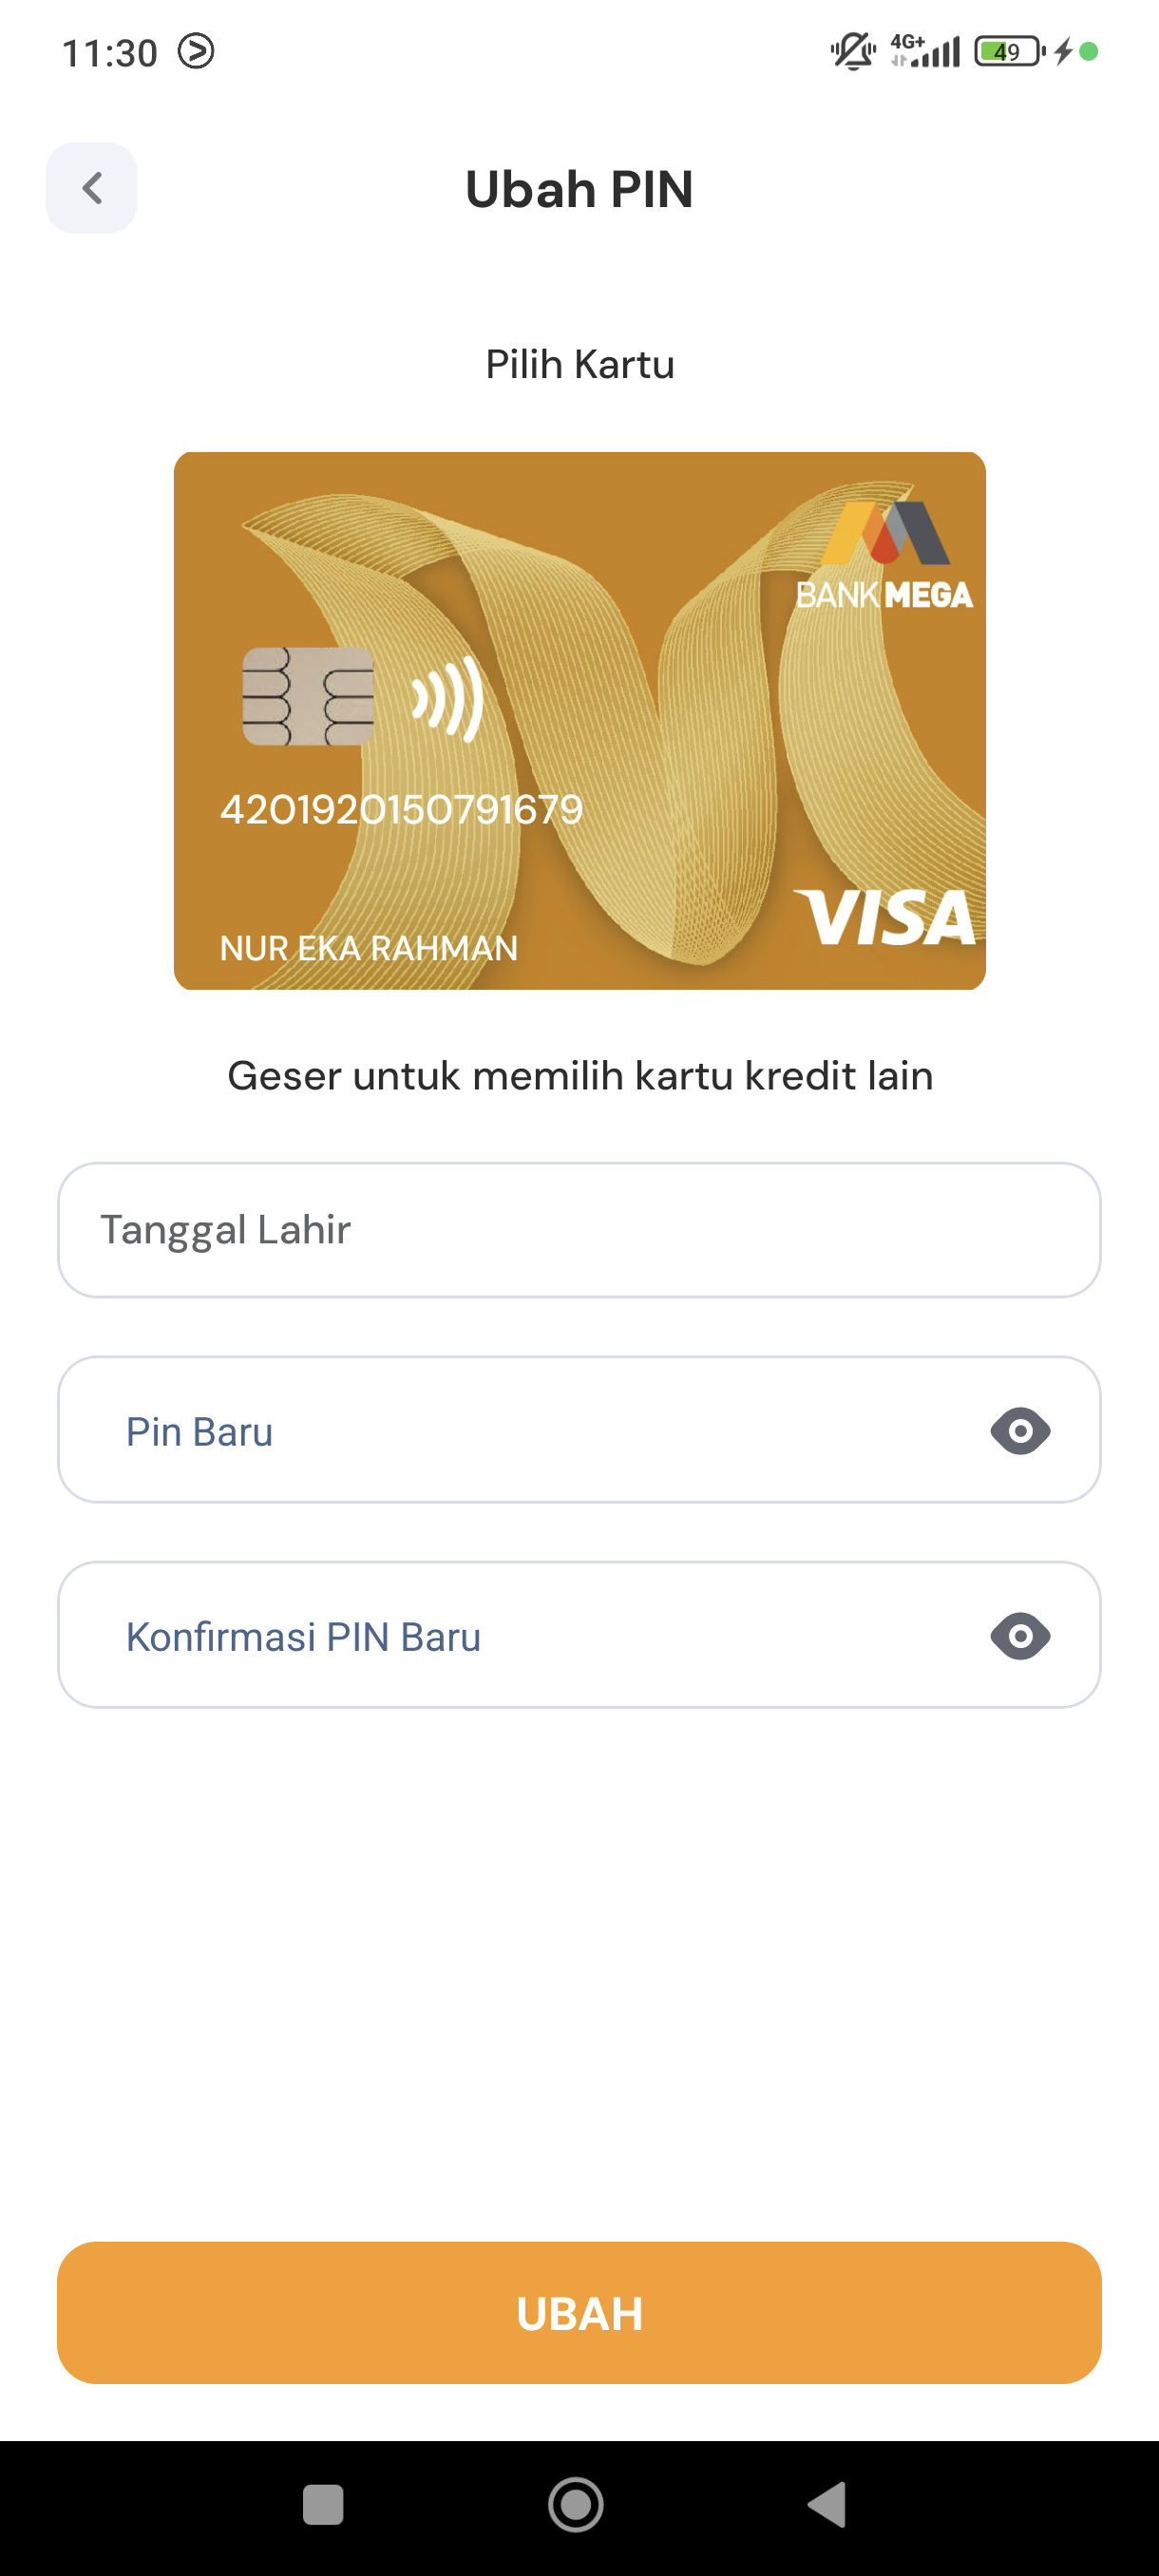 11:30
4G+
49
Ubah PIN
Pilih Kartu
BANK MEGA
4201920150791679
VISA
NUR EKA RAHMAN
Geser untuk memilih kartu kredit lain
Tanggal Lahir
Pin Baru
Konfirmasi PIN Baru
UBAH